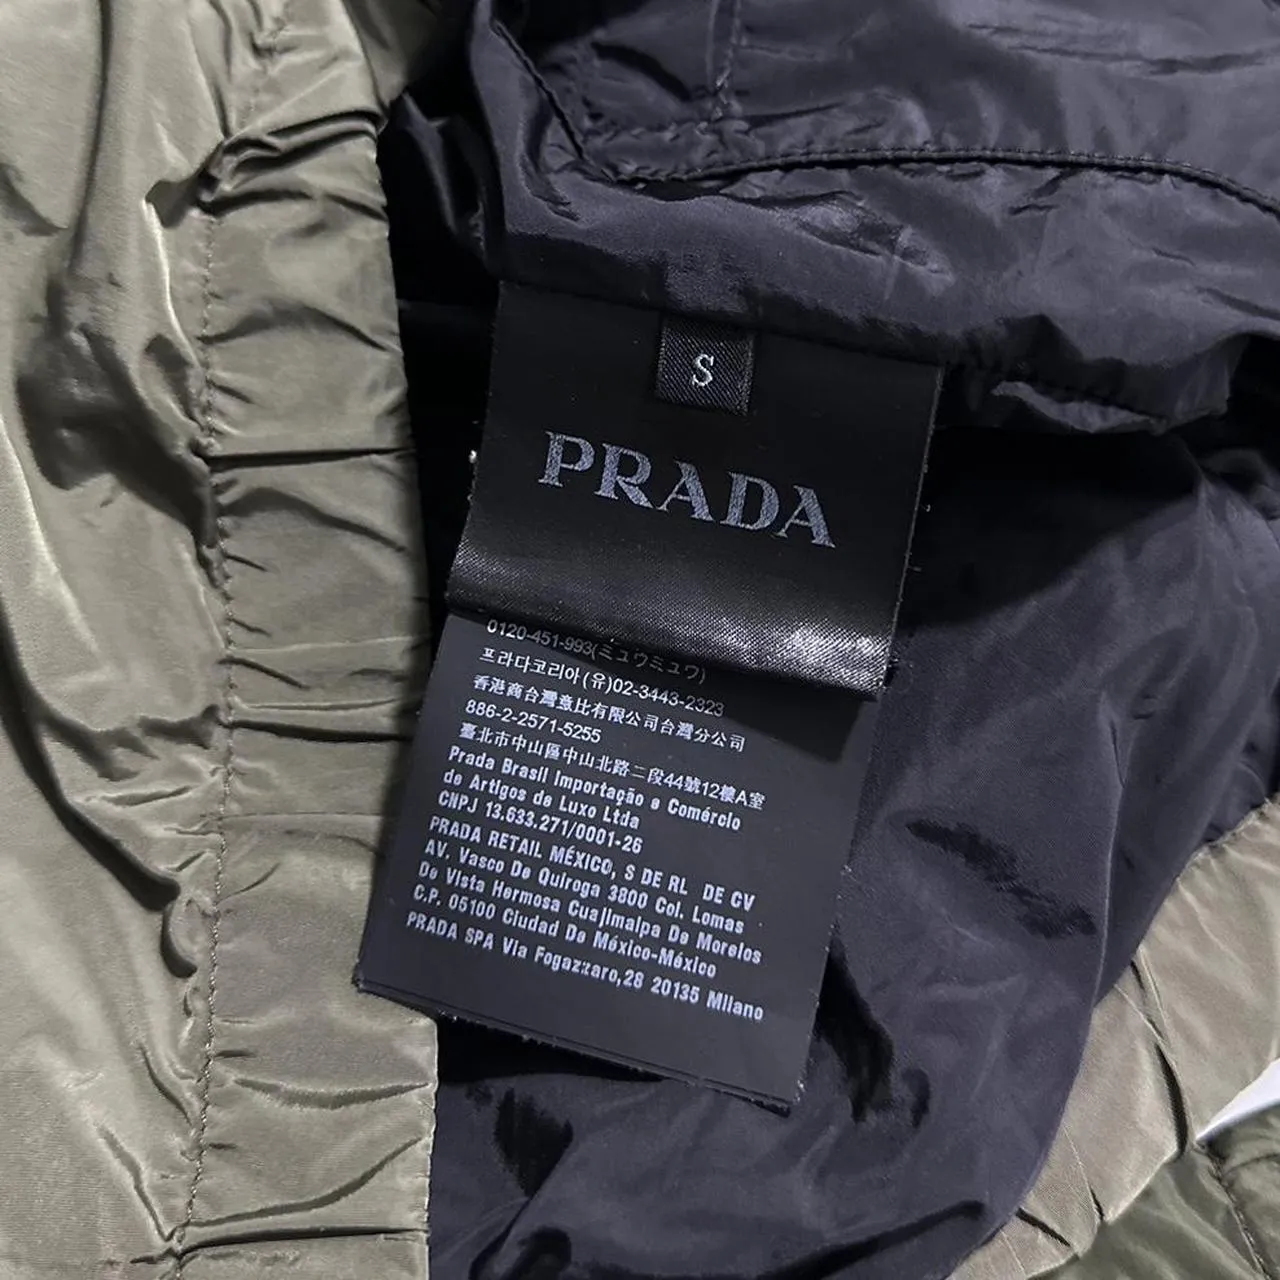 S
PRADA
0120-451-993(ミュウミュウ)
프라다코리아(유)02-3443-2323
香港商台灣意比有限公司台灣分公司
886-2-2571-5255
臺北市中山區中山北路二段44號12樓A室
Prada Brasil Importação e Comércio
de Artigos de Luxo Ltda
CNPJ 13.633.271/0001-26
PRADA RETAIL MÉXICO, S DE RL DE CV
AV. Vasco De Quiroga 3800 Col. Lomas
De Vista Hermosa Cuajimalpa De Morelos
C.P. 05100 Ciudad De México-México
PRADA SPA Via Fogazzaro,28 20135 Milano